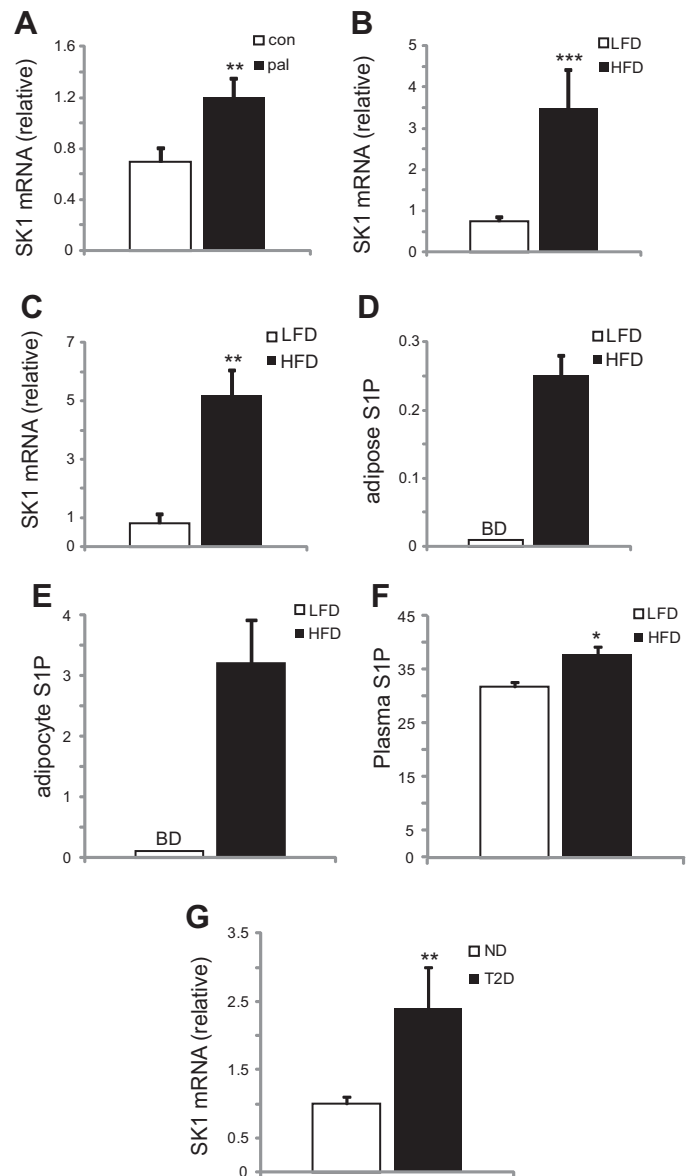 A
SK1 mRNA (relative)
1.6
1.2
0.8
0.4
0
con
pal
**
B
SK1 mRNA (relative)
5
4
3
2
1
0
LFD
HFD
***
C
SK1 mRNA (relative)
7
5
3
1
0
LFD
HFD
**
D
adipose S1P
0.3
0.2
0.1
0
LFD
HFD
BD
E
adipocyte S1P
4
3
2
1
0
LFD
HFD
BD
F
Plasma S1P
45
35
25
15
5
0
LFD
HFD
*
G
SK1 mRNA (relative)
3.5
2.5
1.5
0.5
0
ND
T2D
**